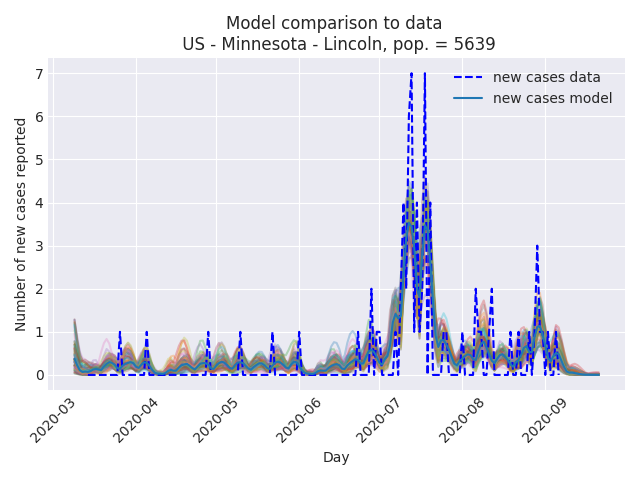 Model comparison to data
US - Minnesota - Lincoln, pop. = 5639
new cases data
new cases model
Number of new cases reported
7
6
5
4
3
2
1
0
2020-03
2020-04
2020-05
2020-06
2020-07
2020-08
2020-09
Day